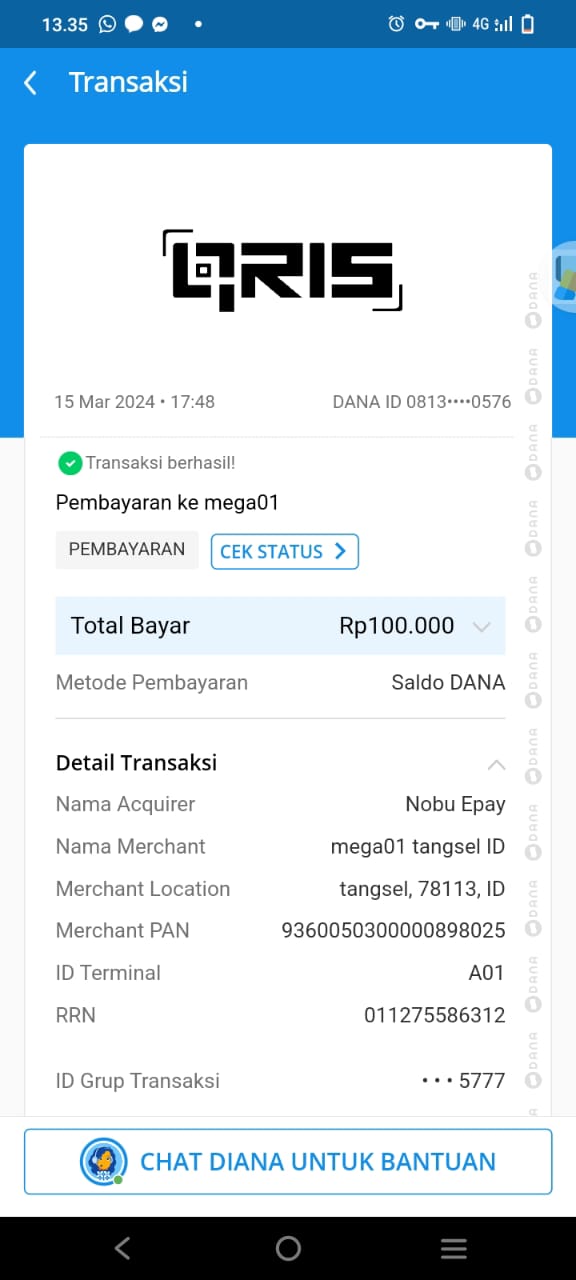 13.35 4G
Transaksi
QRIS
15 Mar 2024 • 17:48 DANA ID 0813••••0576
Transaksi berhasil!
Pembayaran ke mega01
PEMBAYARAN CEK STATUS
Total Bayar Rp100.000
Metode Pembayaran Saldo DANA
Detail Transaksi
Nama Acquirer Nobu Epay
Nama Merchant mega01 tangsel ID
Merchant Location tangsel, 78113, ID
Merchant PAN 9360050300000898025
ID Terminal A01
RRN 011275586312
ID Grup Transaksi ••• 5777
CHAT DIANA UNTUK BANTUAN
DANA
DANA
DANA
DANA
DANA
DANA
DANA
DANA
DANA
DANA
DANA